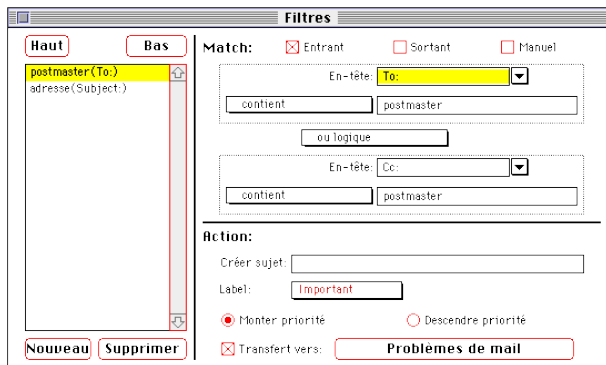 Filtres
Haut Bas
postmaster(To:)
adresse(Subject:)
Nouveau Supprimer
Match: Entrant Sortant Manuel
En-tête: To:
contient postmaster
ou logique
En-tête: Cc:
contient postmaster
Action:
Créer sujet:
Label: Important
Monter priorité Descendre priorité
Transfert vers: Problèmes de mail